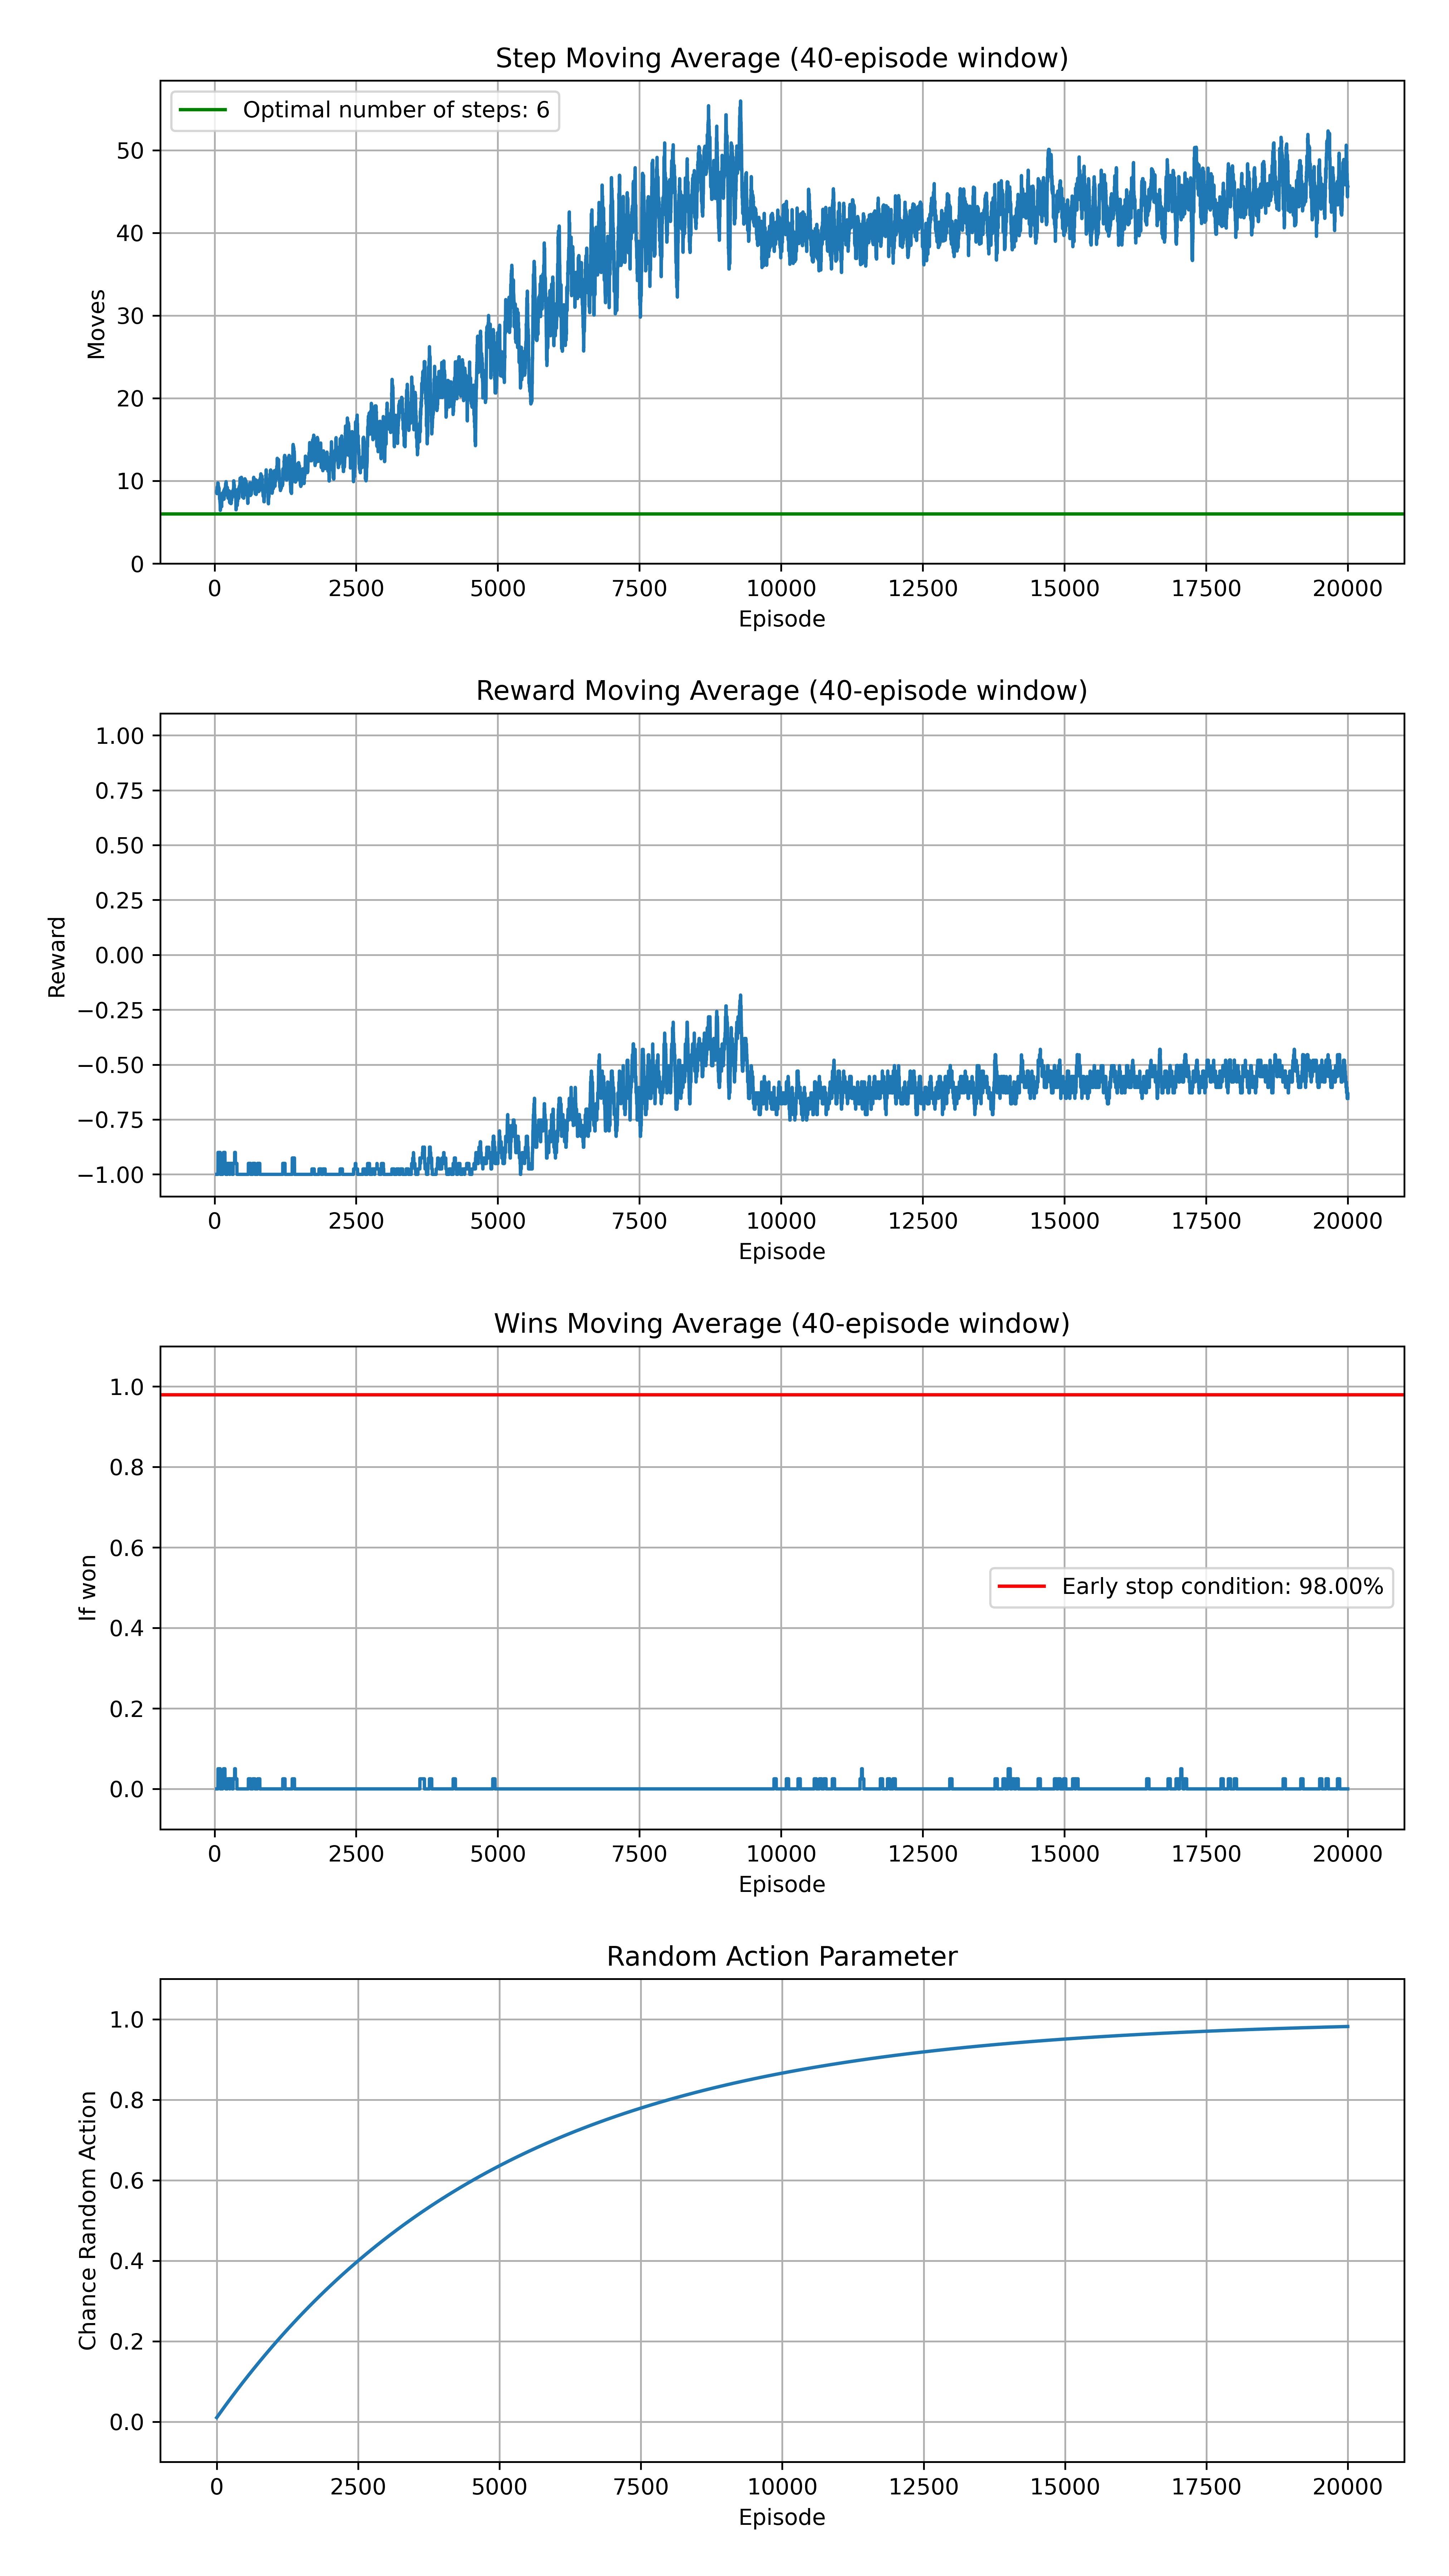 Step Moving Average (40-episode window)
Optimal number of steps: 6
Moves
50
40
30
20
10
0
0 2500 5000 7500 10000 12500 15000 17500 20000
Episode
Reward Moving Average (40-episode window)
Reward
1.00
0.75
0.50
0.25
0.00
−0.25
−0.50
−0.75
−1.00
0 2500 5000 7500 10000 12500 15000 17500 20000
Episode
Wins Moving Average (40-episode window)
If won
1.0
0.8
0.6
Early stop condition: 98.00%
0.4
0.2
0.0
0 2500 5000 7500 10000 12500 15000 17500 20000
Episode
Random Action Parameter
Chance Random Action
1.0
0.8
0.6
0.4
0.2
0.0
0 2500 5000 7500 10000 12500 15000 17500 20000
Episode